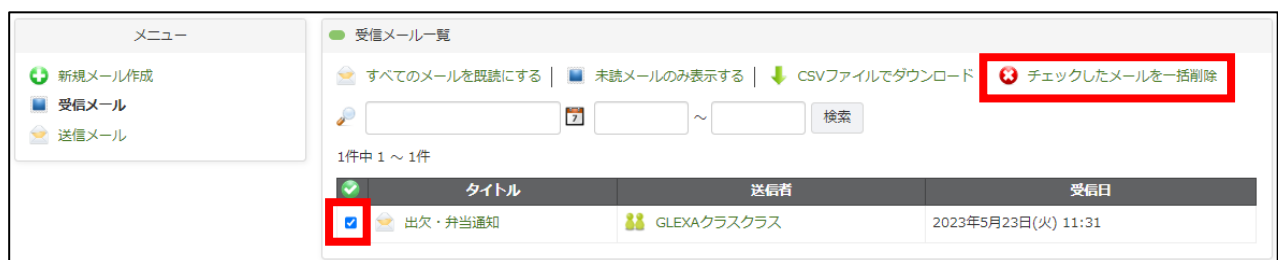 メニュー
新規メール作成
受信メール
送信メール
受信メール一覧
すべてのメールを既読にする | 未読メールのみ表示する | CSVファイルでダウンロード チェックしたメールを一括削除
7 ～ 検索
1件中 1 ～ 1件
タイトル 送信者 受信日
出欠・弁当通知 GLEXAクラスクラス 2023年5月23日(火) 11:31